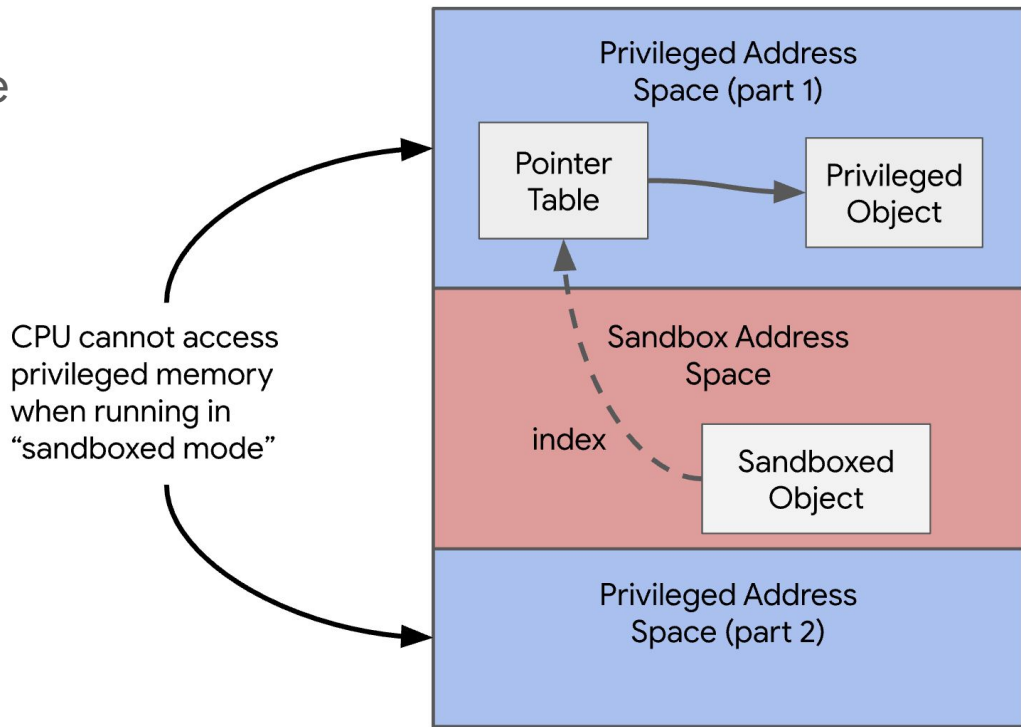 e
Privileged Address
Space (part 1)
Pointer
Table
Privileged
Object
CPU cannot access
privileged memory
when running in
“sandboxed mode”
Sandbox Address
Space
index
Sandboxed
Object
Privileged Address
Space (part 2)